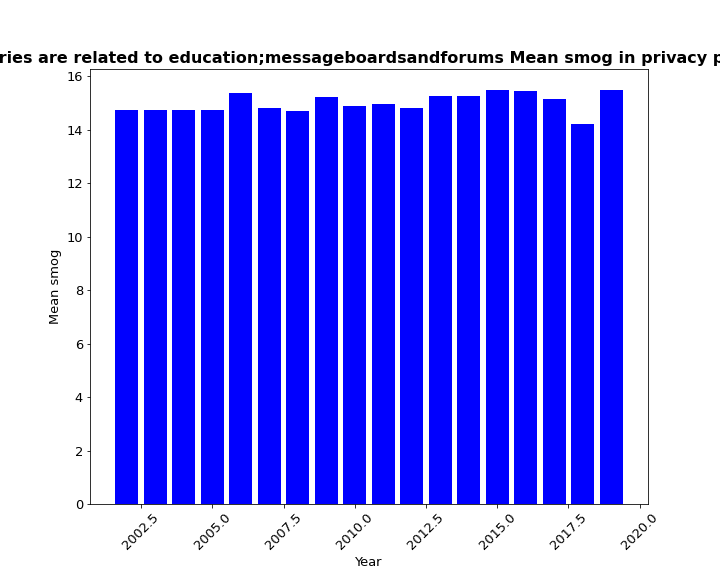 ries are related to education;messageboardsandforums Mean smog in privacy p
16
14
12
10
8
6
4
2
0
Mean smog
2002.5 2005.0 2007.5 2010.0 2012.5 2015.0 2017.5 2020.0
Year